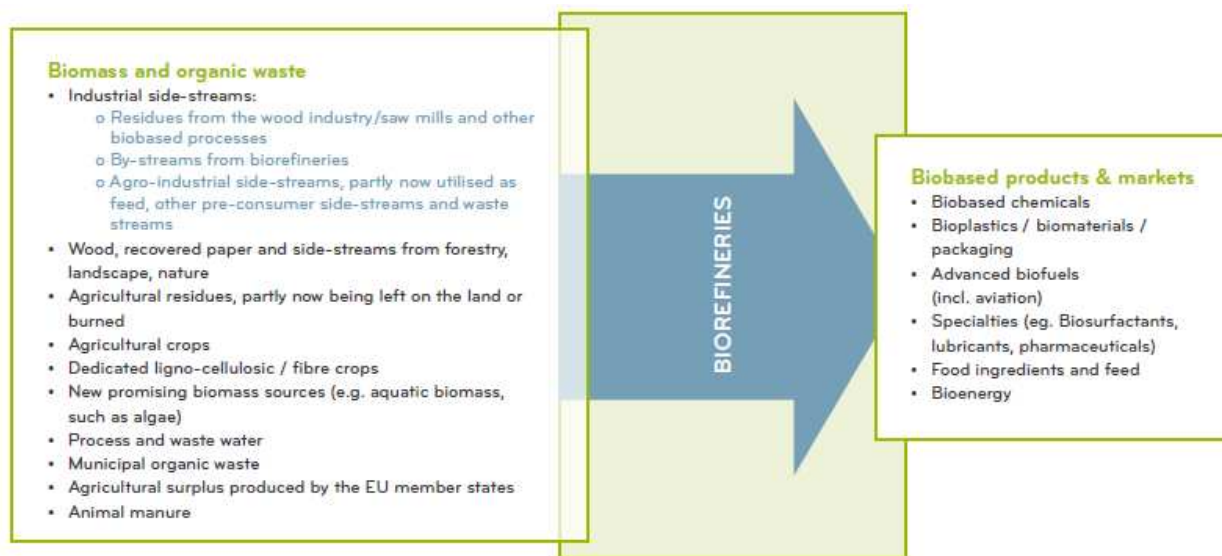 Biomass and organic waste
• Industrial side-streams:
o Residues from the wood industry/saw mills and other
biobased processes
o By-streams from biorefineries
o Agro-industrial side-streams, partly now utilised as
feed, other pre-consumer side-streams and waste
streams
• Wood, recovered paper and side-streams from forestry,
landscape, nature
• Agricultural residues, partly now being left on the land or
burned
• Agricultural crops
• Dedicated ligno-cellulosic / fibre crops
• New promising biomass sources (e.g. aquatic biomass,
such as algae)
• Process and waste water
• Municipal organic waste
• Agricultural surplus produced by the EU member states
• Animal manure
BIOREFINERIES
Biobased products & markets
• Biobased chemicals
• Bioplastics / biomaterials /
packaging
• Advanced biofuels
(incl. aviation)
• Specialties (eg. Biosurfactants,
lubricants, pharmaceuticals)
• Food ingredients and feed
• Bioenergy